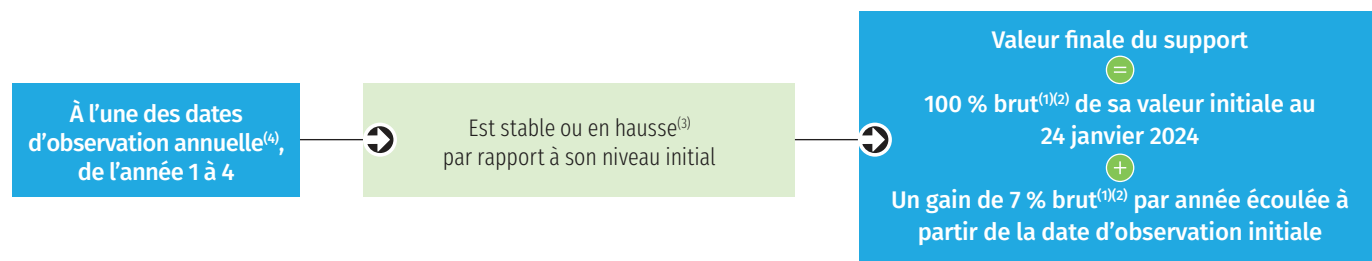 À l’une des dates
d’observation annuelle(4),
de l’année 1 à 4
Est stable ou en hausse(3)
par rapport à son niveau initial
Valeur finale du support
=
100 % brut(1)(2) de sa valeur initiale au
24 janvier 2024
+
Un gain de 7 % brut(1)(2) par année écoulée à
partir de la date d’observation initiale